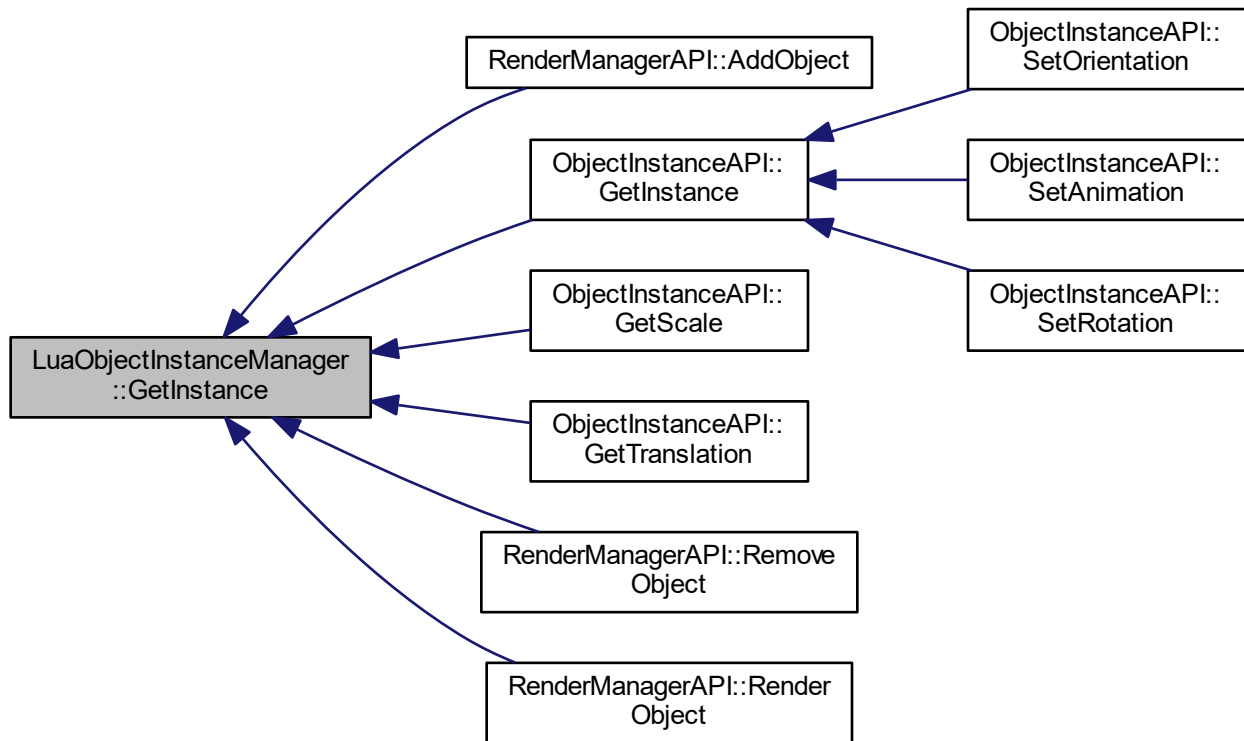 LuaObjectInstanceManager
::GetInstance
RenderManagerAPI::AddObject
ObjectInstanceAPI::
GetInstance
ObjectInstanceAPI::
SetOrientation
ObjectInstanceAPI::
SetAnimation
ObjectInstanceAPI::
SetRotation
ObjectInstanceAPI::
GetScale
ObjectInstanceAPI::
GetTranslation
RenderManagerAPI::Remove
Object
RenderManagerAPI::Render
Object